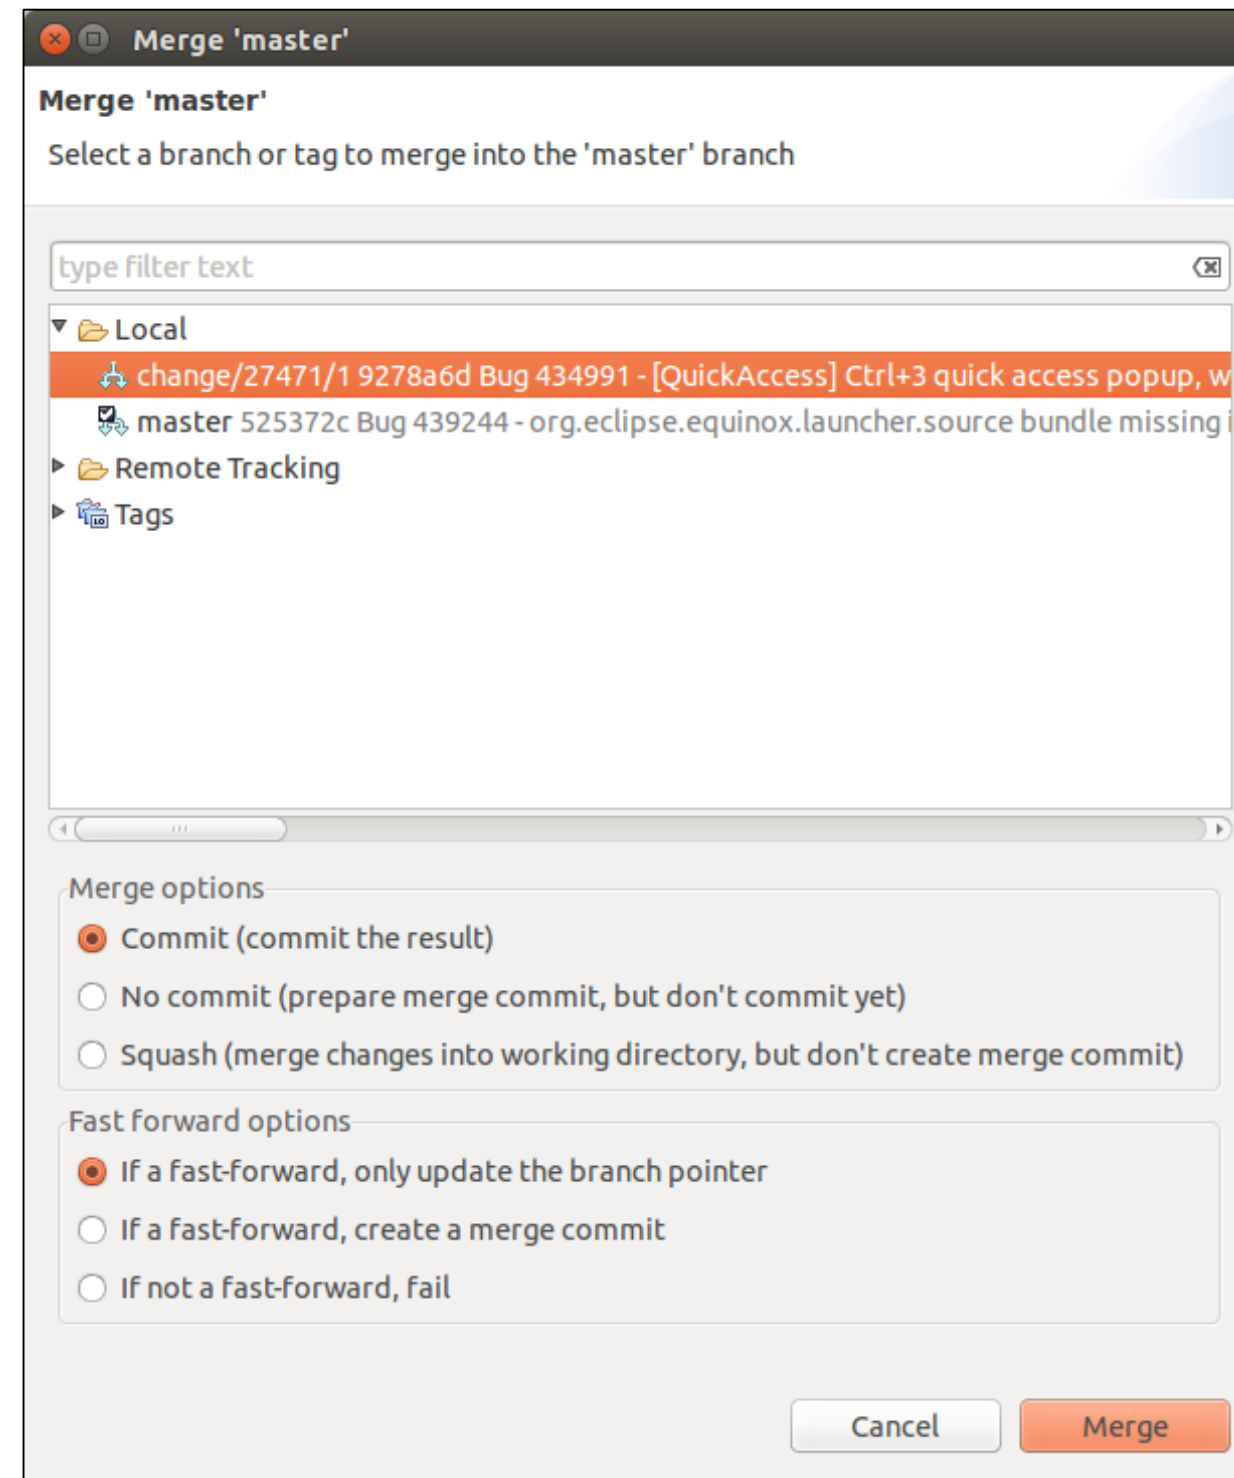 Merge 'master'
Merge 'master'
Select a branch or tag to merge into the 'master' branch
type filter text
Local
change/27471/1 9278a6d Bug 434991 - [QuickAccess] Ctrl+3 quick access popup, w
master 525372c Bug 439244 - org.eclipse.equinox.launcher.source bundle missing i
Remote Tracking
Tags
Merge options
Commit (commit the result)
No commit (prepare merge commit, but don't commit yet)
Squash (merge changes into working directory, but don't create merge commit)
Fast forward options
If a fast-forward, only update the branch pointer
If a fast-forward, create a merge commit
If not a fast-forward, fail
Cancel Merge